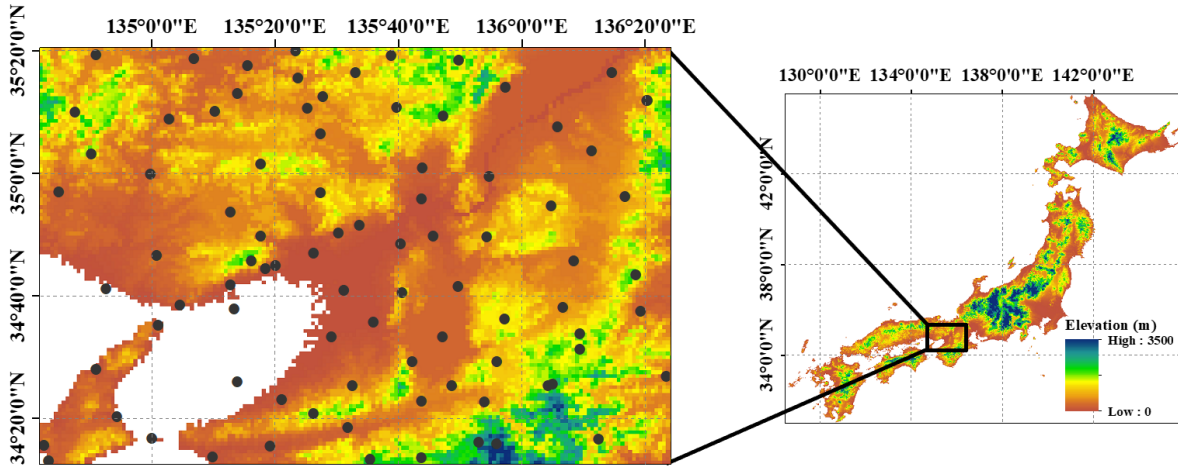 135°0'0"E 135°20'0"E 135°40'0"E 136°0'0"E 136°20'0"E
35°20'0"N
35°0'0"N
34°40'0"N
34°20'0"N
130°0'0"E 134°0'0"E 138°0'0"E 142°0'0"E
42°0'0"N
38°0'0"N
34°0'0"N
Elevation (m)
High : 3500
Low : 0